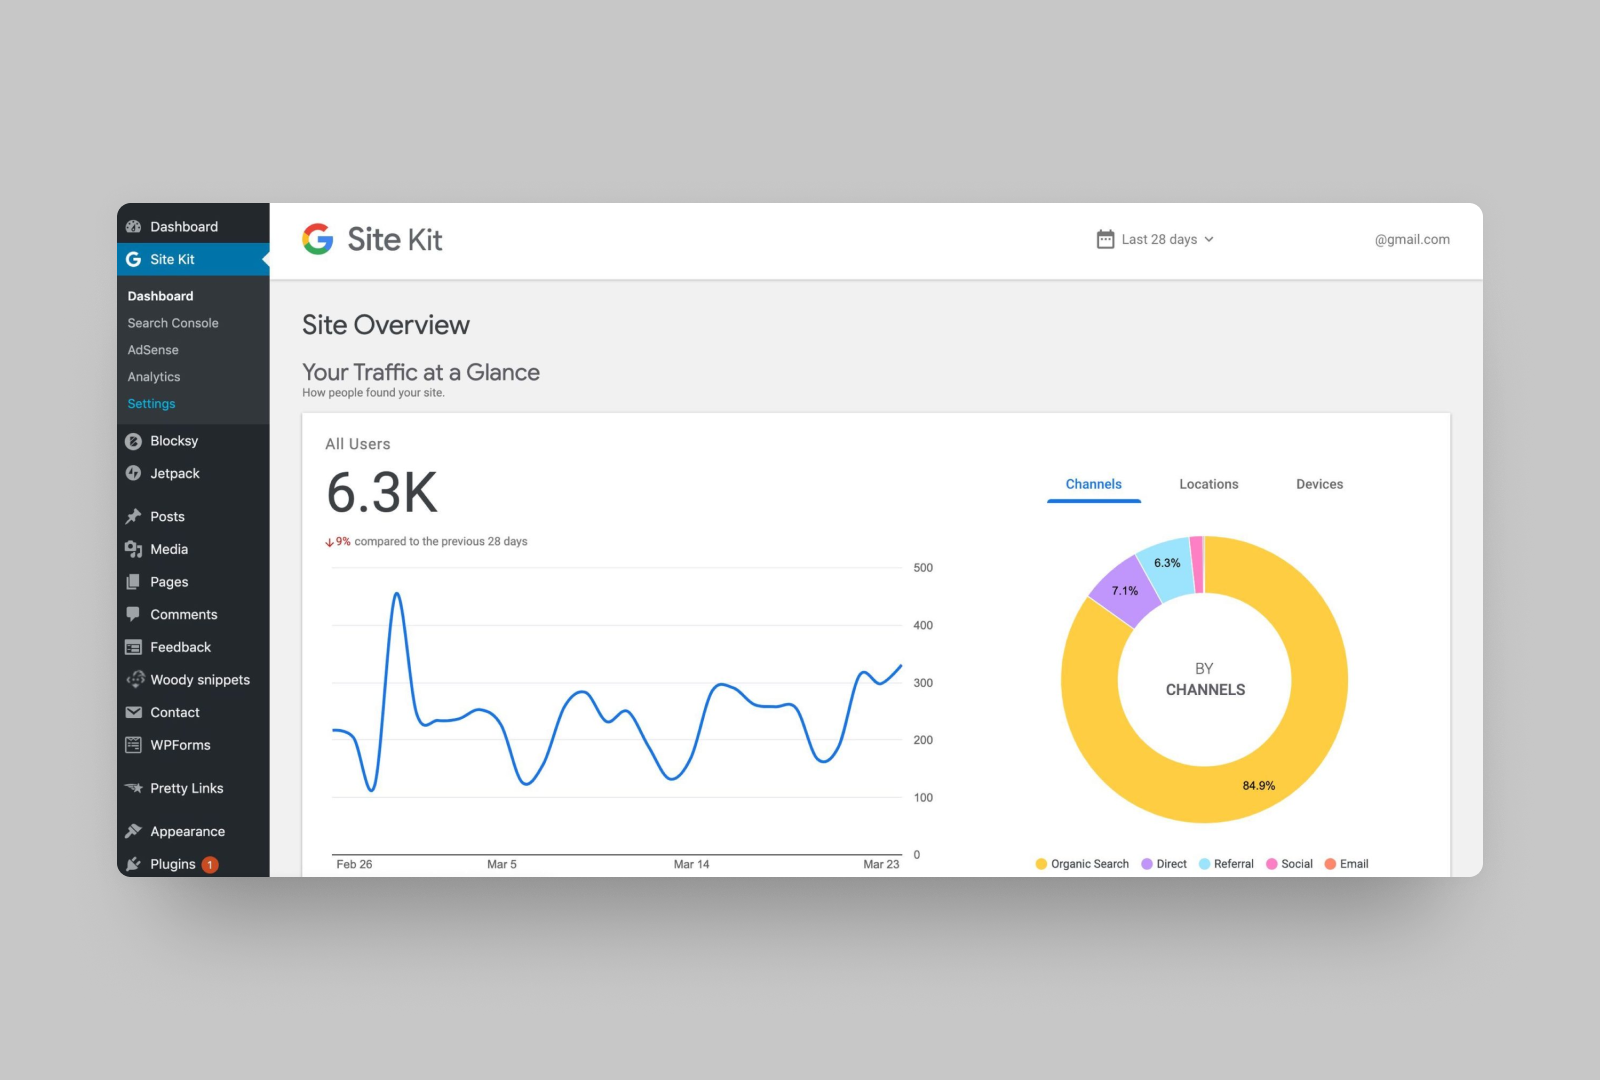 Dashboard
Site Kit
Dashboard
Search Console
AdSense
Analytics
Settings
Blocksy
Jetpack
Posts
Media
Pages
Comments
Feedback
Woody snippets
Contact
WPForms
Pretty Links
Appearance
Plugins 1
Site Kit
Last 28 days
@gmail.com
Site Overview
Your Traffic at a Glance
How people found your site.
All Users
6.3K
↓9% compared to the previous 28 days
500
400
300
200
100
0
Feb 26 Mar 5 Mar 14 Mar 23
Channels Locations Devices
6.3%
7.1%
BY
CHANNELS
84.9%
Organic Search Direct Referral Social Email